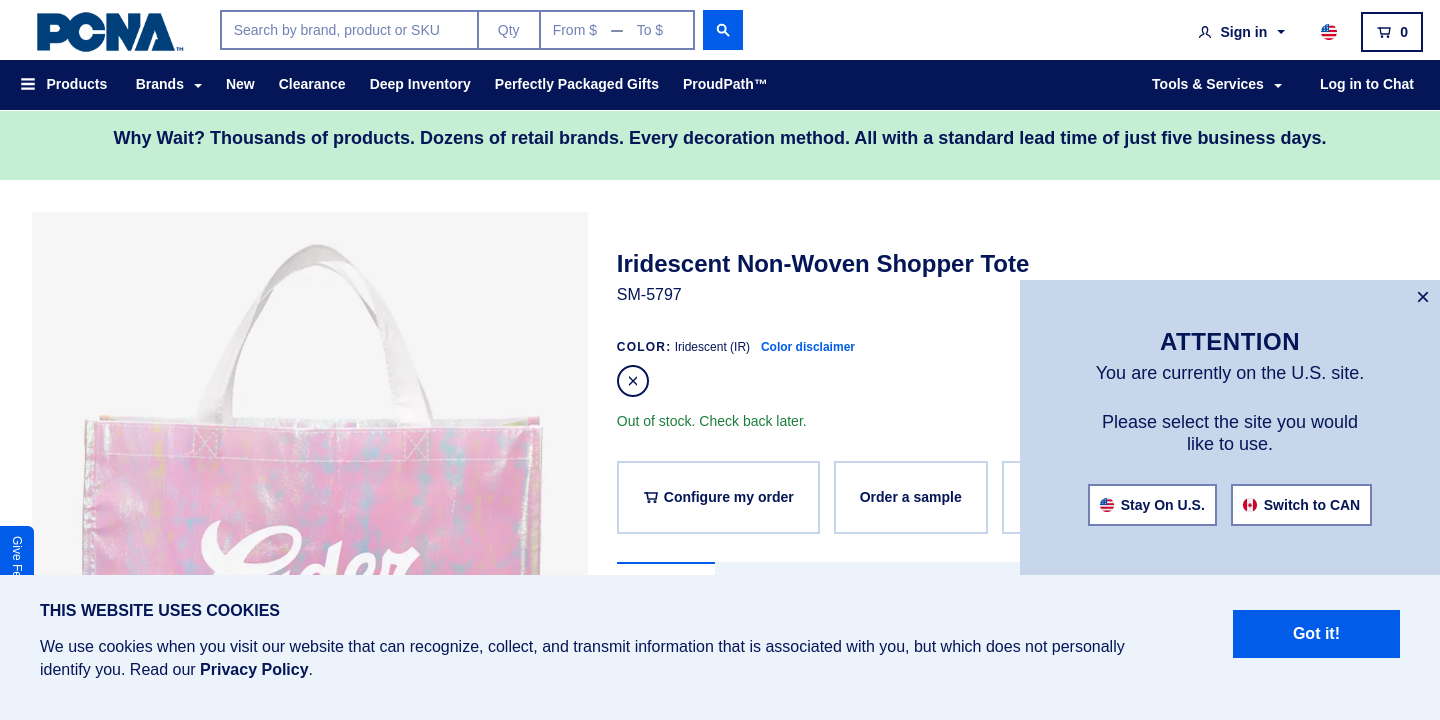 PCNA™
Search by brand, product or SKU
Qty
From $ — To $
Sign in
0
Products
Brands
New
Clearance
Deep Inventory
Perfectly Packaged Gifts
ProudPath™
Tools & Services
Log in to Chat
Why Wait? Thousands of products. Dozens of retail brands. Every decoration method. All with a standard lead time of just five business days.
Iridescent Non-Woven Shopper Tote
SM-5797
COLOR: Iridescent (IR) Color disclaimer
Out of stock. Check back later.
Configure my order
Order a sample
×
ATTENTION
You are currently on the U.S. site.
Please select the site you would
like to use.
Stay On U.S.
Switch to CAN
THIS WEBSITE USES COOKIES
We use cookies when you visit our website that can recognize, collect, and transmit information that is associated with you, but which does not personally
identify you. Read our Privacy Policy.
Got it!